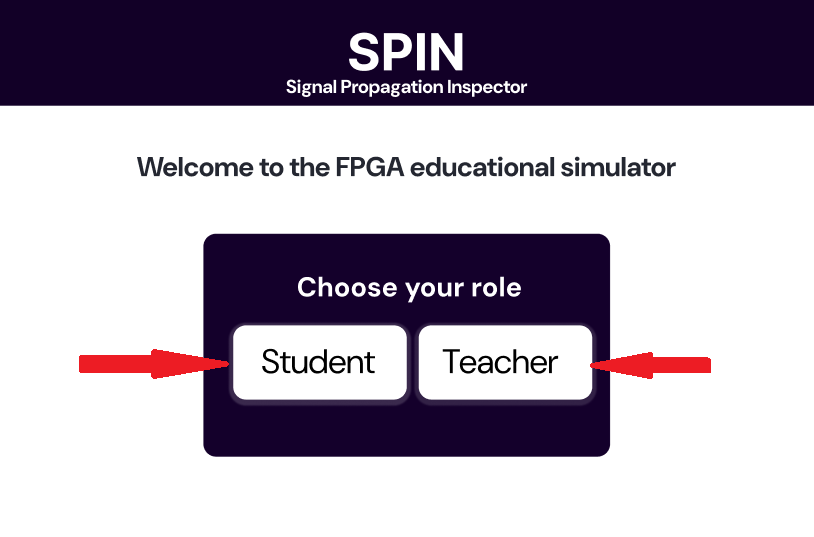 SPIN
Signal Propagation Inspector
Welcome to the FPGA educational simulator
Choose your role
Student
Teacher